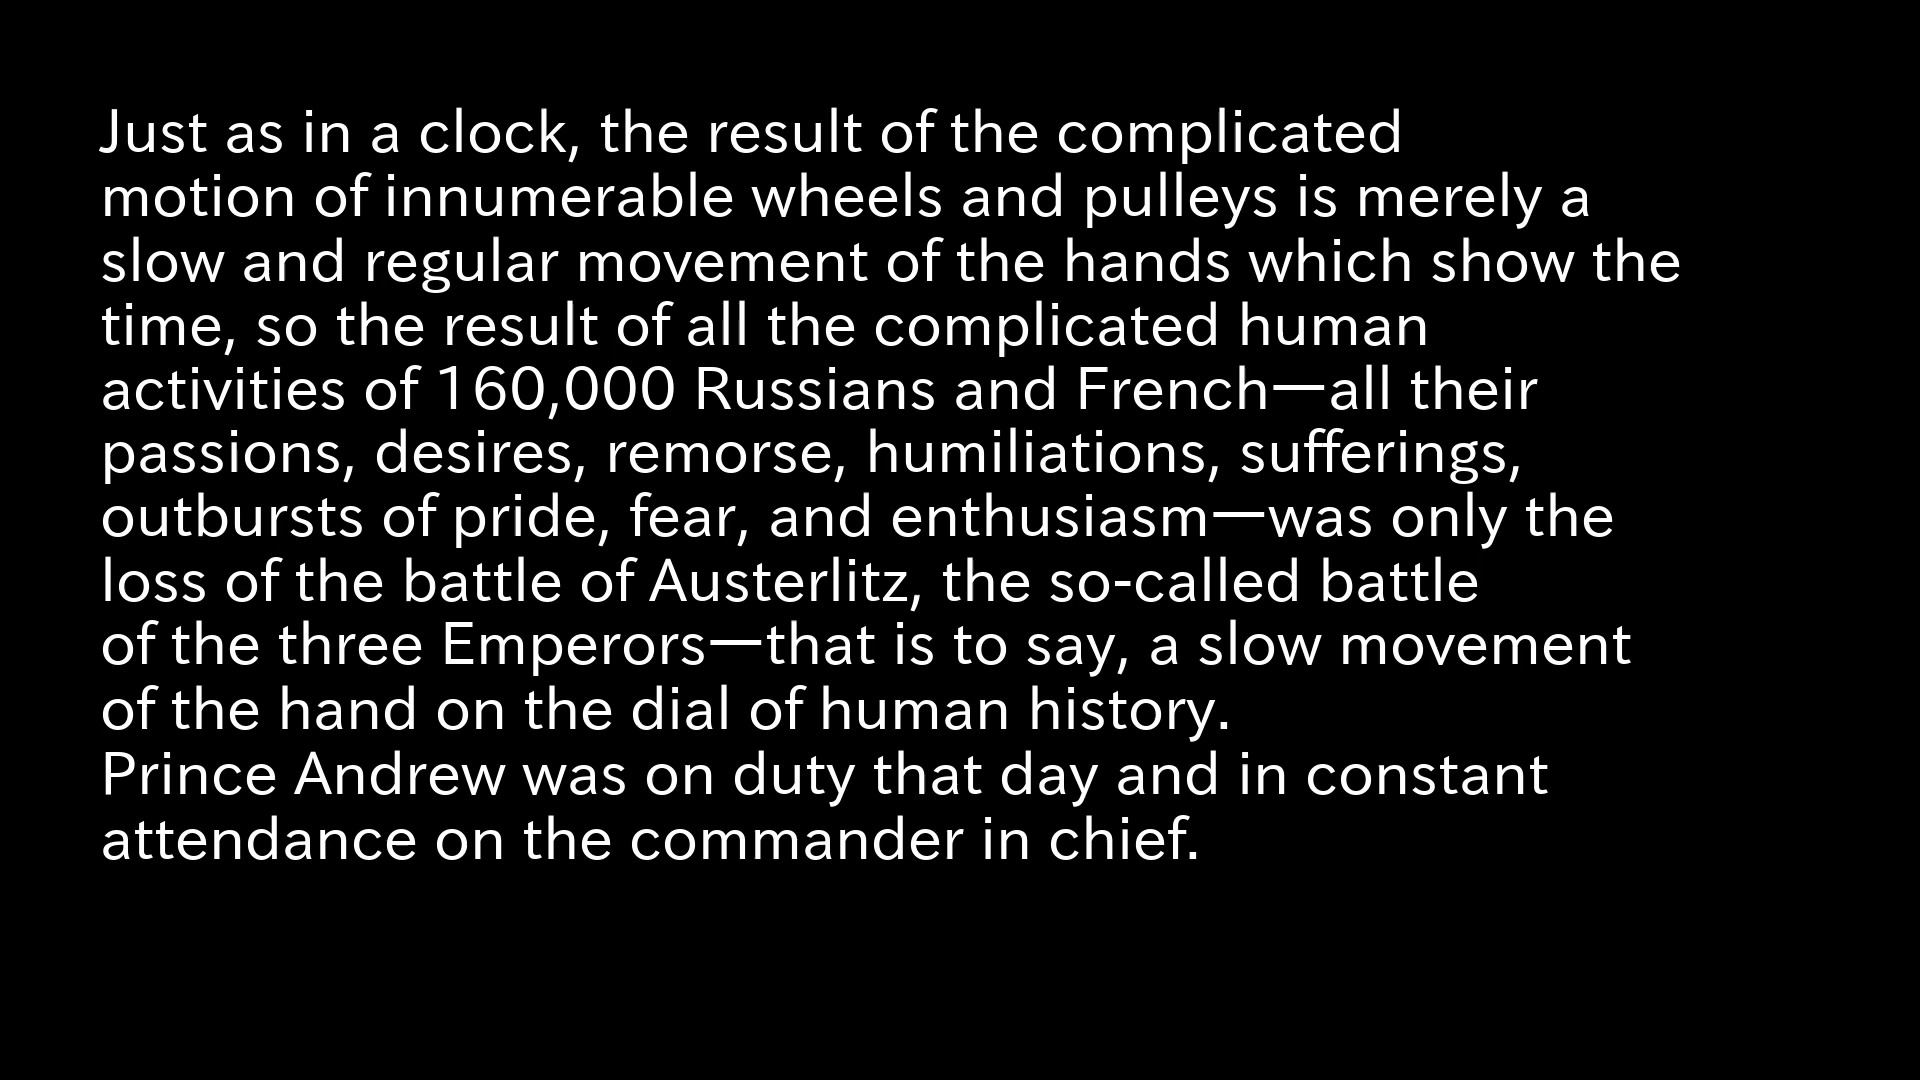 Just as in a clock, the result of the complicated
motion of innumerable wheels and pulleys is merely a
slow and regular movement of the hands which show the
time, so the result of all the complicated human
activities of 160,000 Russians and French—all their
passions, desires, remorse, humiliations, sufferings,
outbursts of pride, fear, and enthusiasm—was only the
loss of the battle of Austerlitz, the so-called battle
of the three Emperors—that is to say, a slow movement
of the hand on the dial of human history.
Prince Andrew was on duty that day and in constant
attendance on the commander in chief.